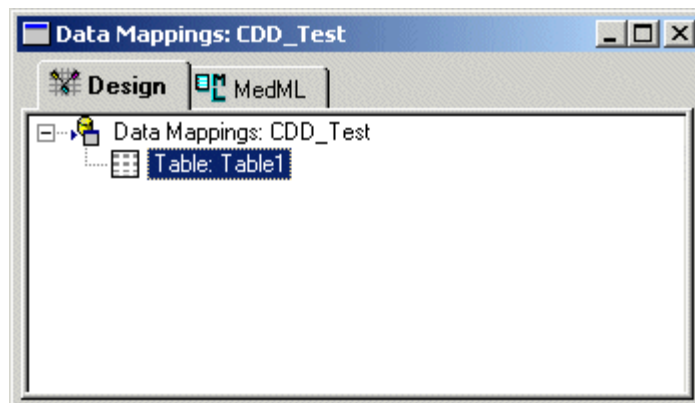 Data Mappings: CDD_Test
Design MedML
Data Mappings: CDD_Test
Table: Table1